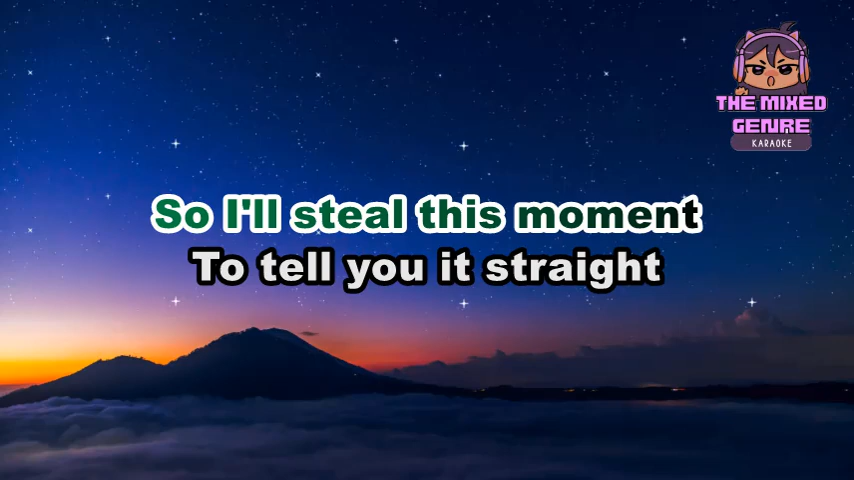 THE MIXED
GENRE
KARAOKE
So I'll steal this moment
To tell you it straight